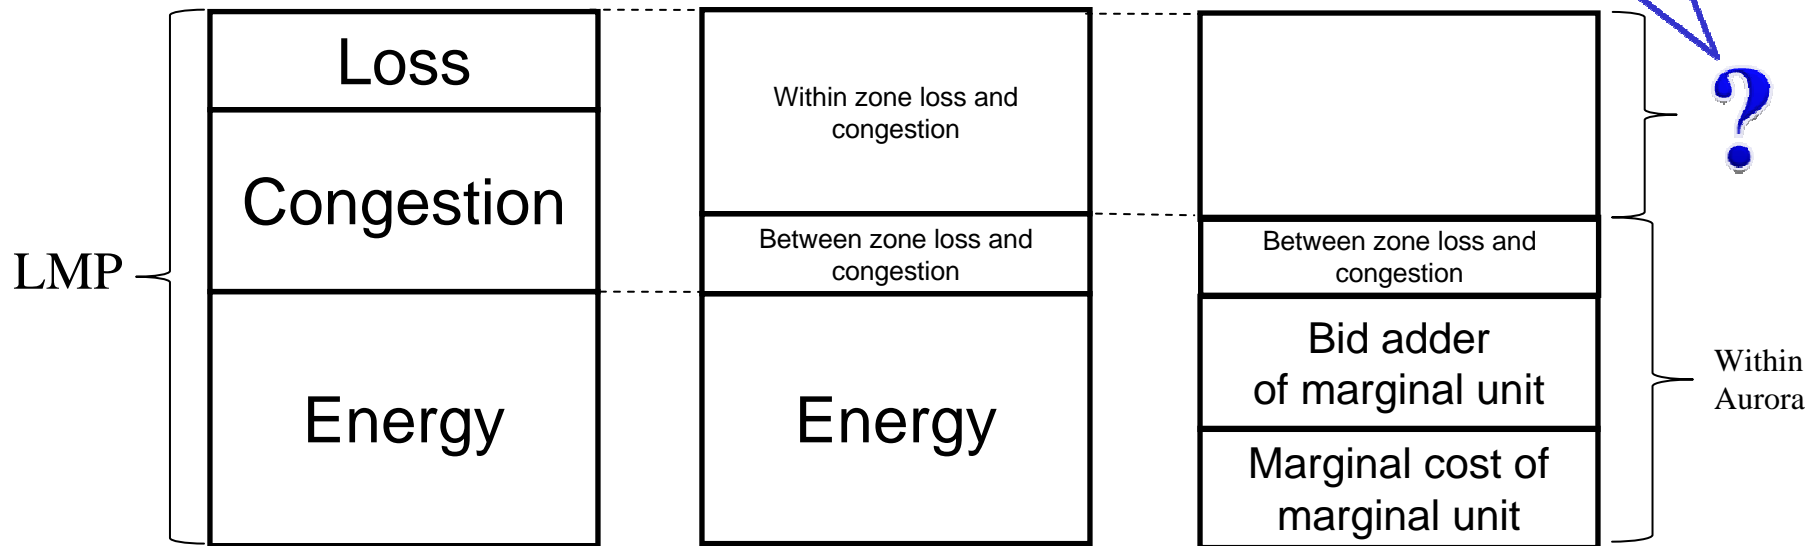 LMP
Loss
Congestion
Energy
Within zone loss and
congestion
Between zone loss and
congestion
Energy
Between zone loss and
congestion
Bid adder
of marginal unit
Marginal cost of
marginal unit
?
Within
Aurora